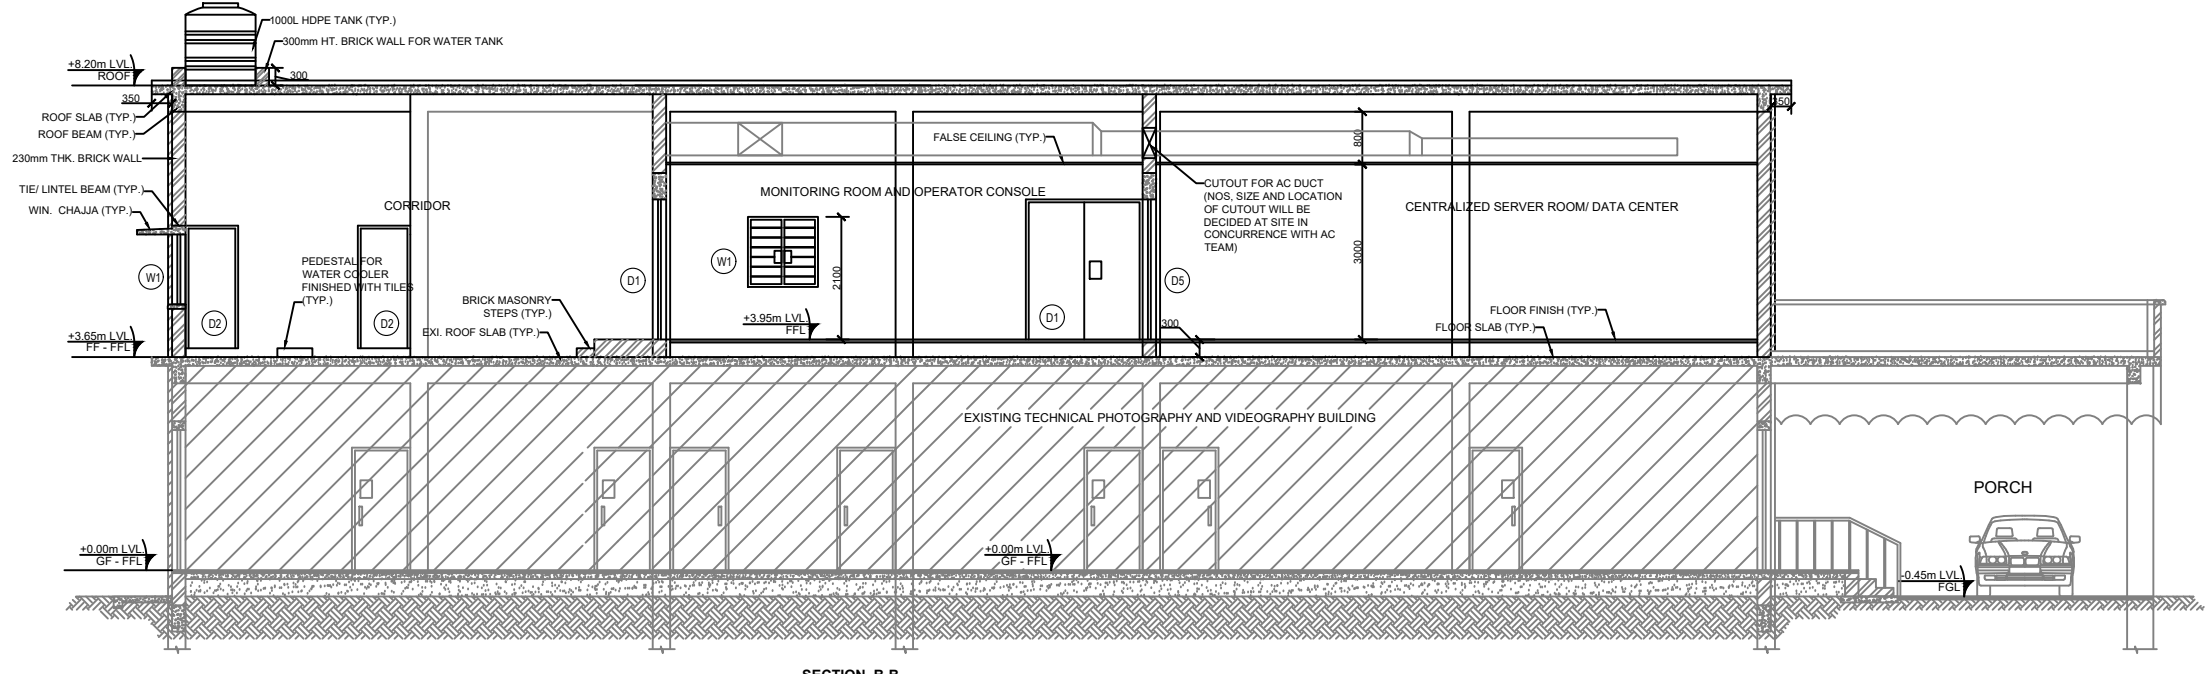 1000L HDPE TANK (TYP.)
300mm HT. BRICK WALL FOR WATER TANK
+8.20m LVL.
ROOF
300
350
ROOF SLAB (TYP.)
ROOF BEAM (TYP.)
230mm THK. BRICK WALL
TIE/ LINTEL BEAM (TYP.)
WIN. CHAJJA (TYP.)
W1
+3.65m LVL.
FF - FFL
D2
CORRIDOR
PEDESTAL FOR
WATER COOLER
FINISHED WITH TILES
(TYP.)
D2
BRICK MASONRY
STEPS (TYP.)
EXI. ROOF SLAB (TYP.)
D1
FALSE CEILING (TYP.)
MONITORING ROOM AND OPERATOR CONSOLE
W1
2100
+3.95m LVL.
FFL
D1
D5
CUTOUT FOR AC DUCT
(NOS, SIZE AND LOCATION
OF CUTOUT WILL BE
DECIDED AT SITE IN
CONCURRENCE WITH AC
TEAM)
800
3000
300
CENTRALIZED SERVER ROOM/ DATA CENTER
FLOOR FINISH (TYP.)
FLOOR SLAB (TYP.)
EXISTING TECHNICAL PHOTOGRAPHY AND VIDEOGRAPHY BUILDING
PORCH
+0.00m LVL.
GF - FFL
+0.00m LVL.
GF - FFL
-0.45m LVL.
FGL